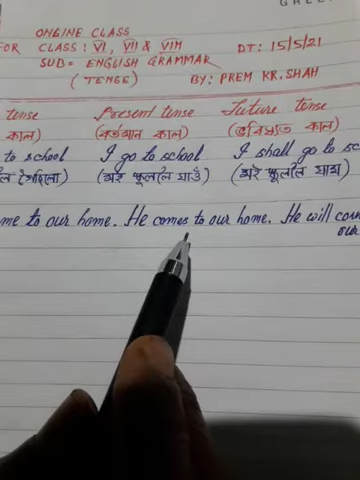 ONLINE CLASS
FOR CLASS: VI, VII & VIII DT: 15/5/21
SUB= ENGLISH GRAMMAR
(TENSE) BY: PREM KR. SHAH
tense Present tense Future tense
কাল) (বৰ্তমান কাল) (ভৱিষ্যত কাল)
to school I go to school I shall go to sc
(মই স্কুললৈ যাওঁ) (মই স্কুললৈ যাম)
me to our home. He comes to our home. He will com
our